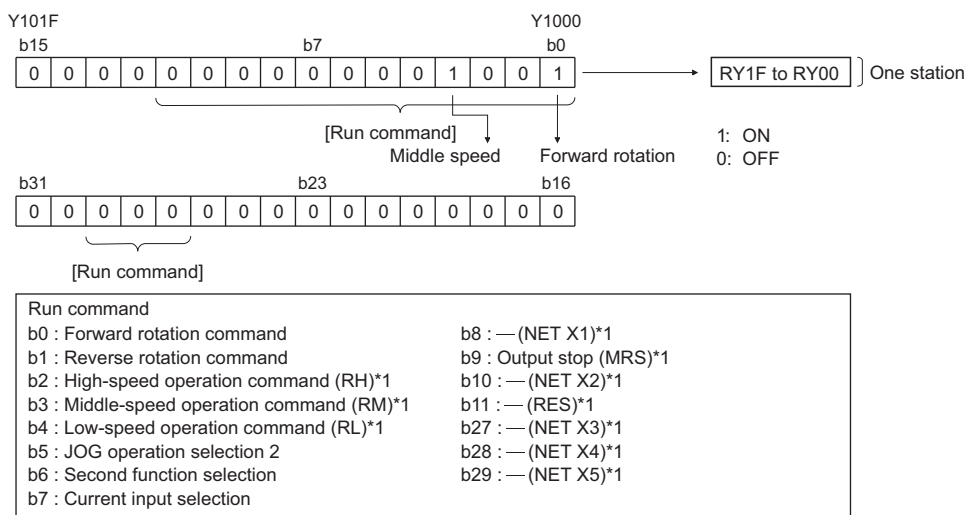 Y101F Y1000
b15 b7 b0
0 0 0 0 0 0 0 0 0 0 0 0 1 0 0 1 RY1F to RY00 One station
[Run command] 1: ON
Middle speed Forward rotation 0: OFF
b31 b23 b16
0 0 0 0 0 0 0 0 0 0 0 0 0 0 0 0
[Run command]
Run command
b0 : Forward rotation command
b1 : Reverse rotation command
b2 : High-speed operation command (RH)*1
b3 : Middle-speed operation command (RM)*1
b4 : Low-speed operation command (RL)*1
b5 : JOG operation selection 2
b6 : Second function selection
b7 : Current input selection
b8 : — (NET X1)*1
b9 : Output stop (MRS)*1
b10 : — (NET X2)*1
b11 : — (RES)*1
b27 : — (NET X3)*1
b28 : — (NET X4)*1
b29 : — (NET X5)*1